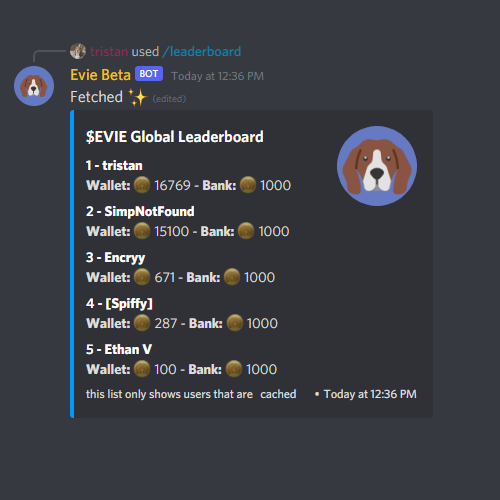 tristan used /leaderboard
Evie Beta BOT Today at 12:36 PM
Fetched ✨ (edited)
$EVIE Global Leaderboard
1 - tristan
Wallet: 16769 - Bank: 1000
2 - SimpNotFound
Wallet: 15100 - Bank: 1000
3 - Encryy
Wallet: 671 - Bank: 1000
4 - [Spiffy]
Wallet: 287 - Bank: 1000
5 - Ethan V
Wallet: 100 - Bank: 1000
this list only shows users that are cached • Today at 12:36 PM